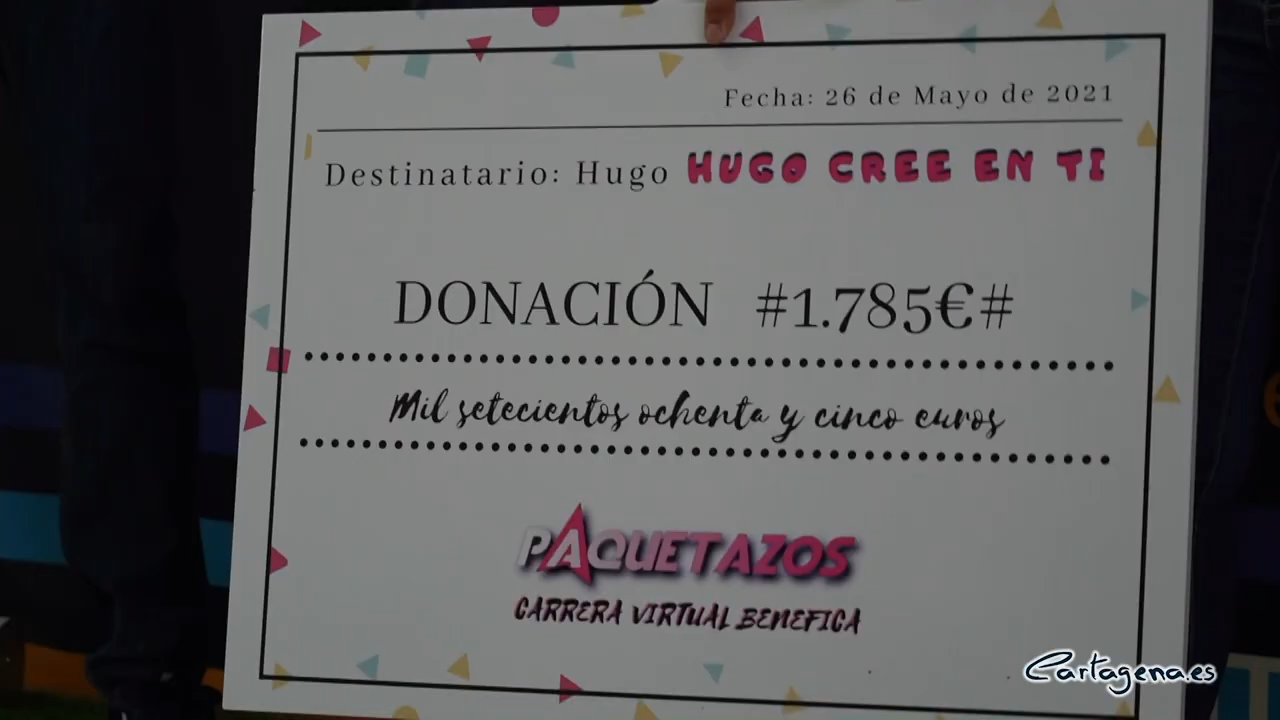 Fecha: 26 de Mayo de 2021
Destinatario: Hugo HUGO CREE EN TI
DONACIÓN #1.785€#
Mil setecientos ochenta y cinco euros
PAQUETAZOS
CARRERA VIRTUAL BENEFICA
Cartagena.es